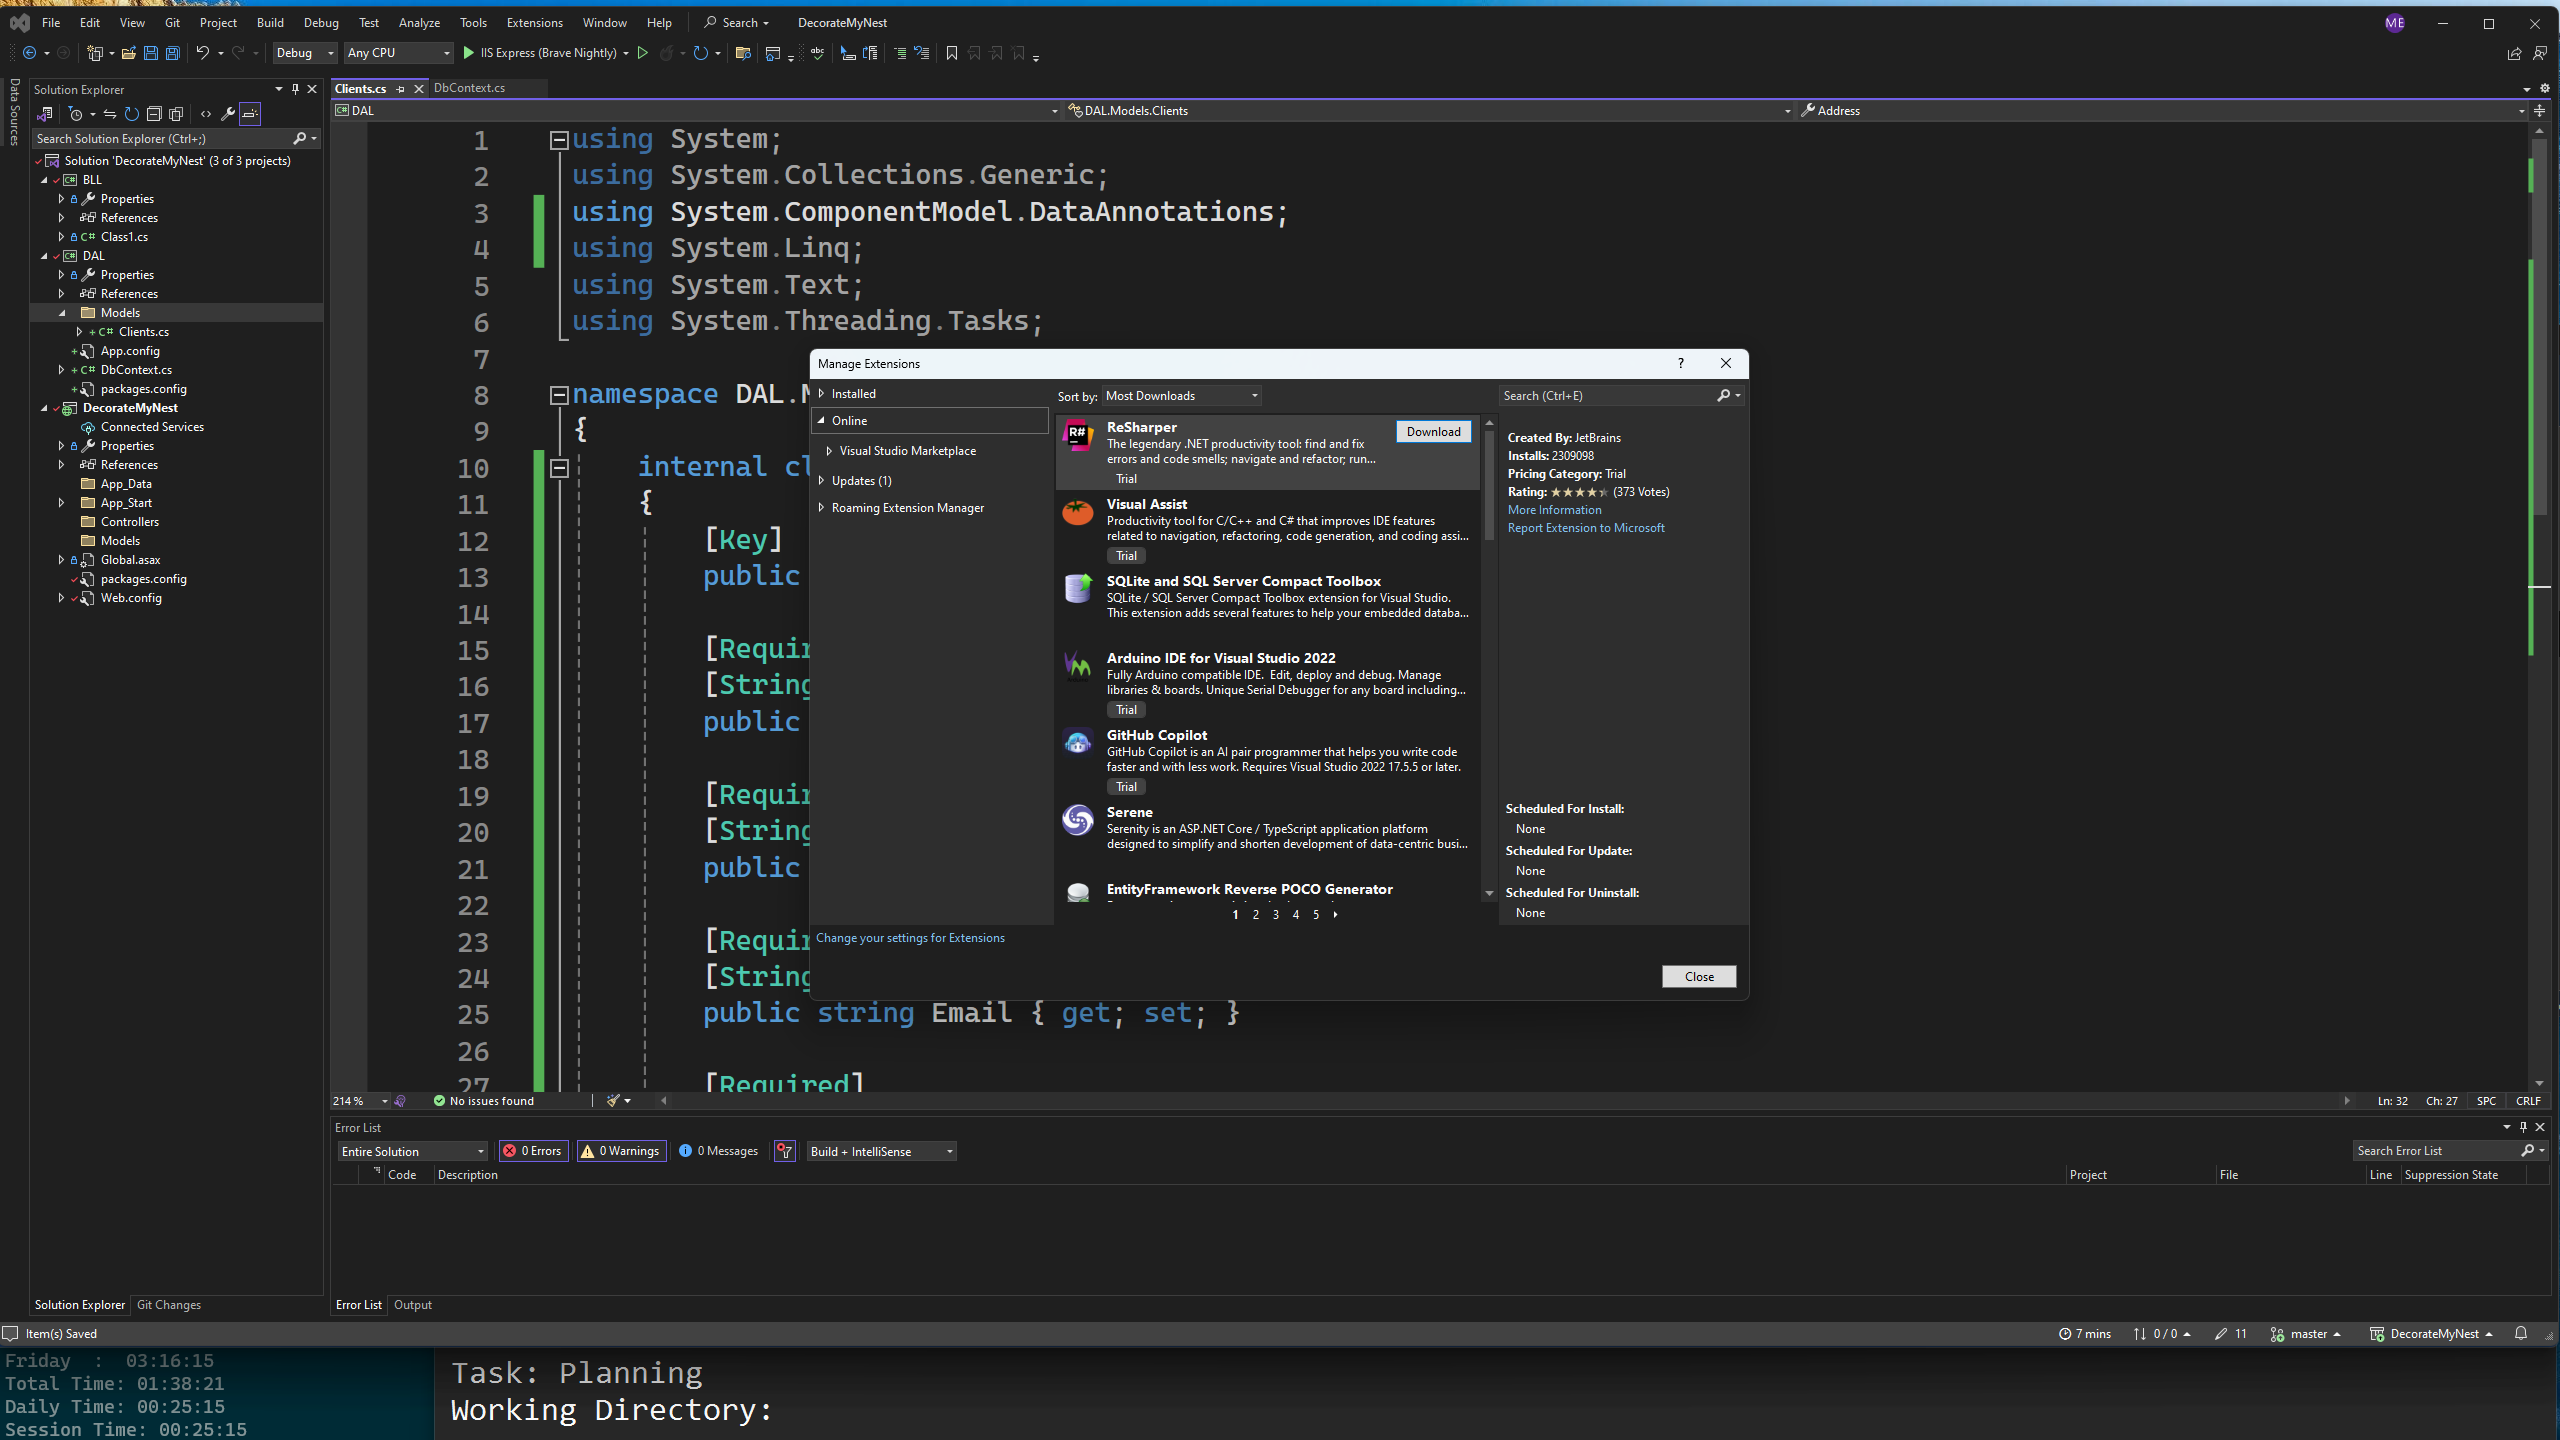 File Edit View Git Project Build Debug Test Analyze Tools Extensions Window Help Search DecorateMyNest ME
Debug Any CPU IIS Express (Brave Nightly)
Data Sources
Solution Explorer
Search Solution Explorer (Ctrl+;)
Solution 'DecorateMyNest' (3 of 3 projects)
BLL
Properties
References
C# Class1.cs
DAL
Properties
References
Models
C# Clients.cs
App.config
C# DbContext.cs
packages.config
DecorateMyNest
Connected Services
Properties
References
App_Data
App_Start
Controllers
Models
Global.asax
packages.config
Web.config
Solution Explorer Git Changes
Clients.cs DbContext.cs
DAL DAL.Models.Clients Address
1 using System;
2 using System.Collections.Generic;
3 using System.ComponentModel.DataAnnotations;
4 using System.Linq;
5 using System.Text;
6 using System.Threading.Tasks;
7
8 namespace DAL.M
9 {
10 internal cl
11 {
12 [Key]
13 public
14
15 [Requir
16 [String
17 public
18
19 [Requir
20 [String
21 public
22
23 [Requir
24 [String
25 public string Email { get; set; }
26
27 [Required]
Manage Extensions
Installed
Online
Visual Studio Marketplace
Updates (1)
Roaming Extension Manager
Change your settings for Extensions
Sort by: Most Downloads
ReSharper Download
The legendary .NET productivity tool: find and fix
errors and code smells; navigate and refactor; run...
Trial
Visual Assist
Productivity tool for C/C++ and C# that improves IDE features
related to navigation, refactoring, code generation, and coding assi...
Trial
SQLite and SQL Server Compact Toolbox
SQLite / SQL Server Compact Toolbox extension for Visual Studio.
This extension adds several features to help your embedded databa...
Arduino IDE for Visual Studio 2022
Fully Arduino compatible IDE. Edit, deploy and debug. Manage
libraries & boards. Unique Serial Debugger for any board including...
Trial
GitHub Copilot
GitHub Copilot is an AI pair programmer that helps you write code
faster and with less work. Requires Visual Studio 2022 17.5.5 or later.
Trial
Serene
Serenity is an ASP.NET Core / TypeScript application platform
designed to simplify and shorten development of data-centric busi...
EntityFramework Reverse POCO Generator
1 2 3 4 5
Search (Ctrl+E)
Created By: JetBrains
Installs: 2309098
Pricing Category: Trial
Rating: (373 Votes)
More Information
Report Extension to Microsoft
Scheduled For Install:
None
Scheduled For Update:
None
Scheduled For Uninstall:
None
Close
214 % No issues found Ln: 32 Ch: 27 SPC CRLF
Error List
Entire Solution 0 Errors 0 Warnings 0 Messages Build + IntelliSense Search Error List
Code Description Project File Line Suppression State
Error List Output
Item(s) Saved 7 mins 0 / 0 11 master DecorateMyNest
Friday : 03:16:15
Total Time: 01:38:21
Daily Time: 00:25:15
Session Time: 00:25:15
Task: Planning
Working Directory: